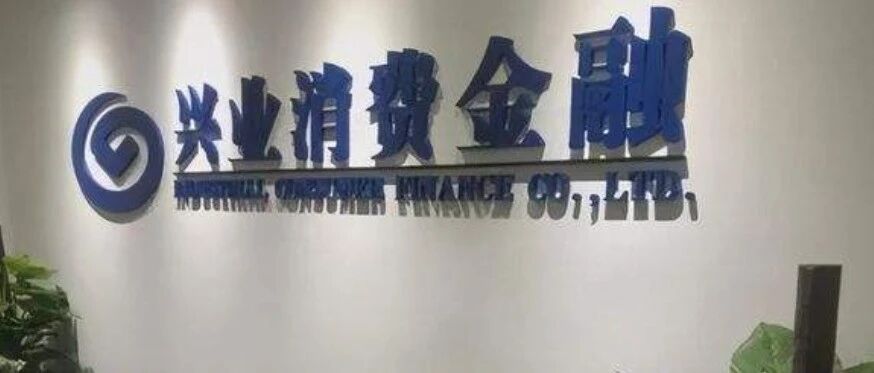 兴业消费金融
INDUSTRIAL CONSUMER FINANCE CO.,LTD.